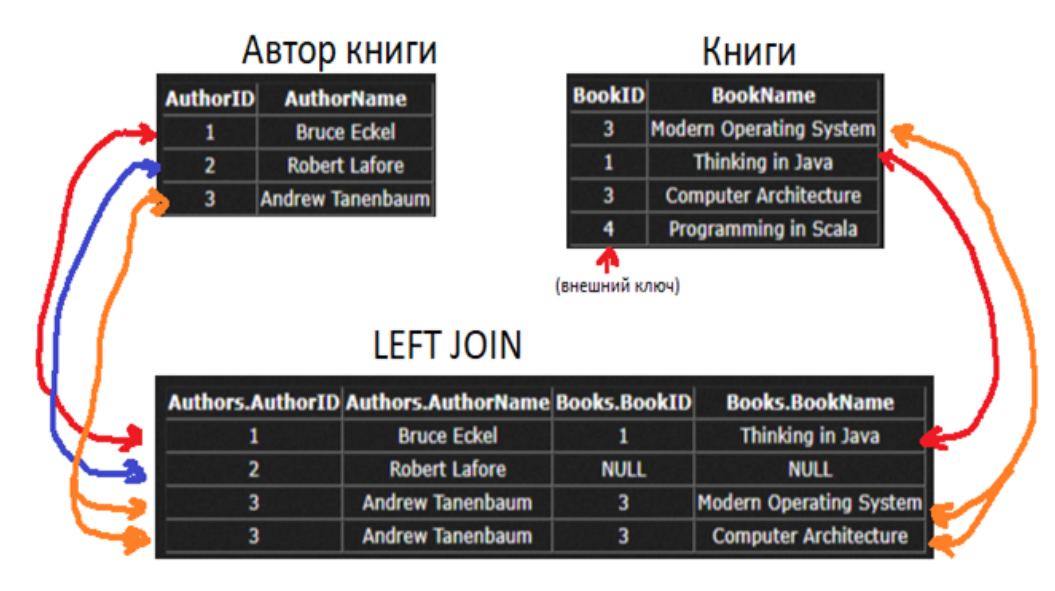 Автор книги
AuthorID AuthorName
1 Bruce Eckel
2 Robert Lafore
3 Andrew Tanenbaum
Книги
BookID BookName
3 Modern Operating System
1 Thinking in Java
3 Computer Architecture
4 Programming in Scala
(внешний ключ)
LEFT JOIN
Authors.AuthorID Authors.AuthorName Books.BookID Books.BookName
1 Bruce Eckel 1 Thinking in Java
2 Robert Lafore NULL NULL
3 Andrew Tanenbaum 3 Modern Operating System
3 Andrew Tanenbaum 3 Computer Architecture